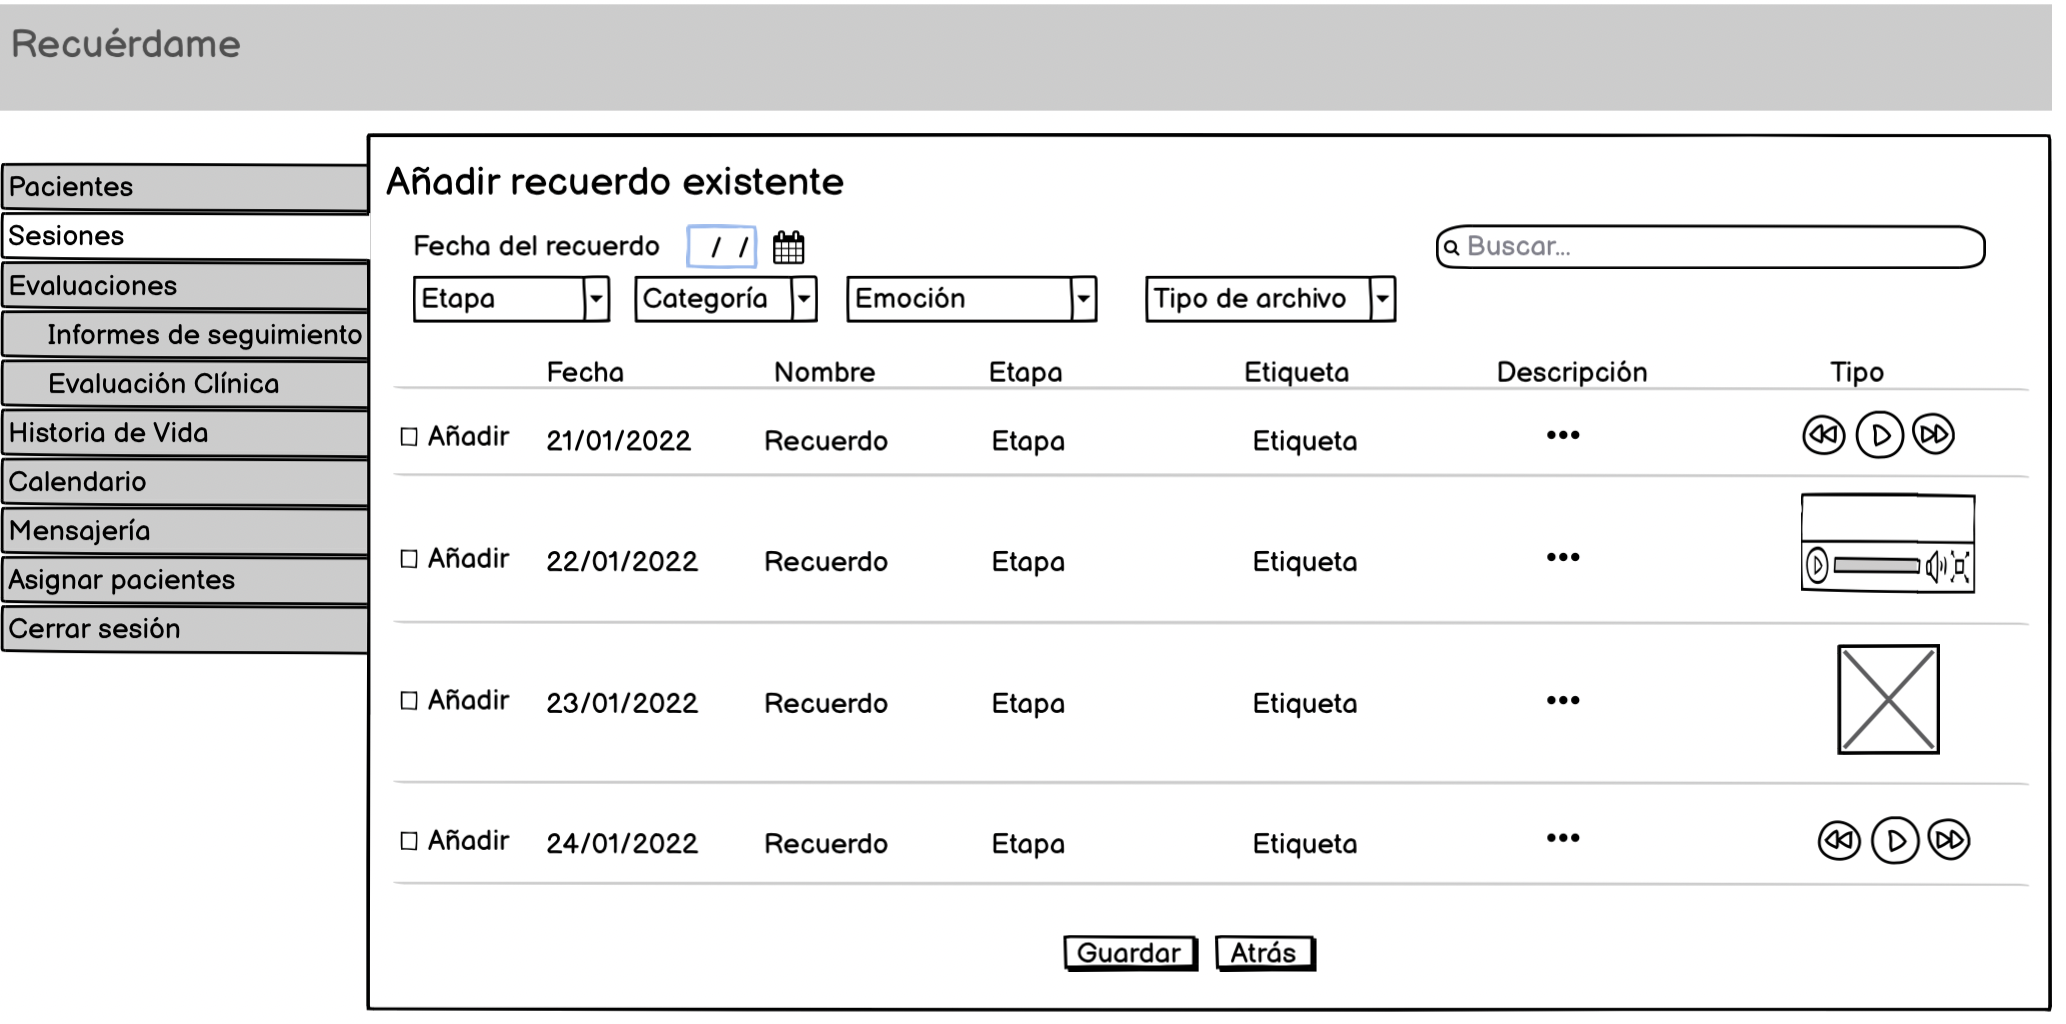 Recuérdame
Pacientes
Sesiones
Evaluaciones
Informes de seguimiento
Evaluación Clínica
Historia de Vida
Calendario
Mensajería
Asignar pacientes
Cerrar sesión
Añadir recuerdo existente
Fecha del recuerdo / / Buscar...
Etapa Categoría Emoción Tipo de archivo
Fecha Nombre Etapa Etiqueta Descripción Tipo
Añadir 21/01/2022 Recuerdo Etapa Etiqueta •••
Añadir 22/01/2022 Recuerdo Etapa Etiqueta •••
Añadir 23/01/2022 Recuerdo Etapa Etiqueta •••
Añadir 24/01/2022 Recuerdo Etapa Etiqueta •••
Guardar Atrás